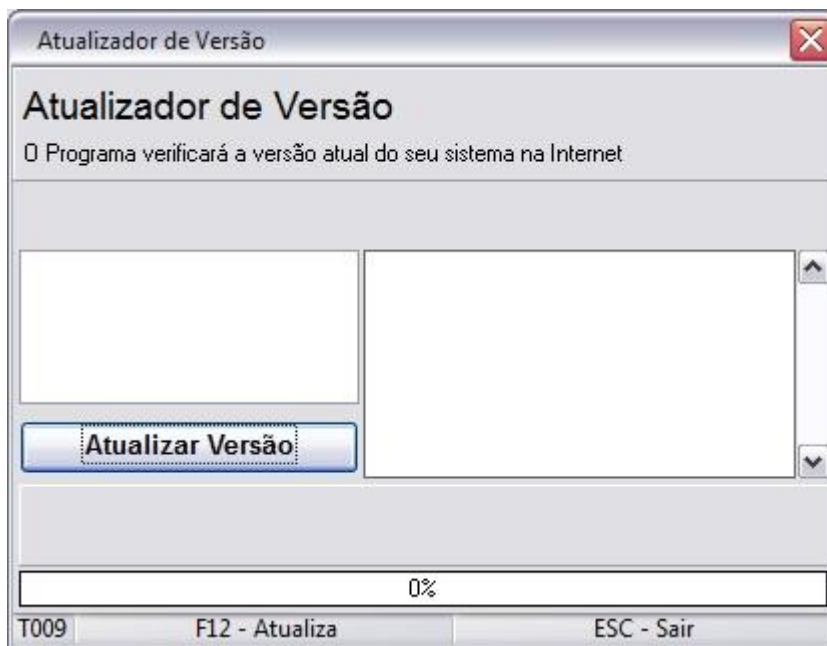 Atualizador de Versão
Atualizador de Versão
O Programa verificará a versão atual do seu sistema na Internet
Atualizar Versão
0%
T009 F12 - Atualiza ESC - Sair